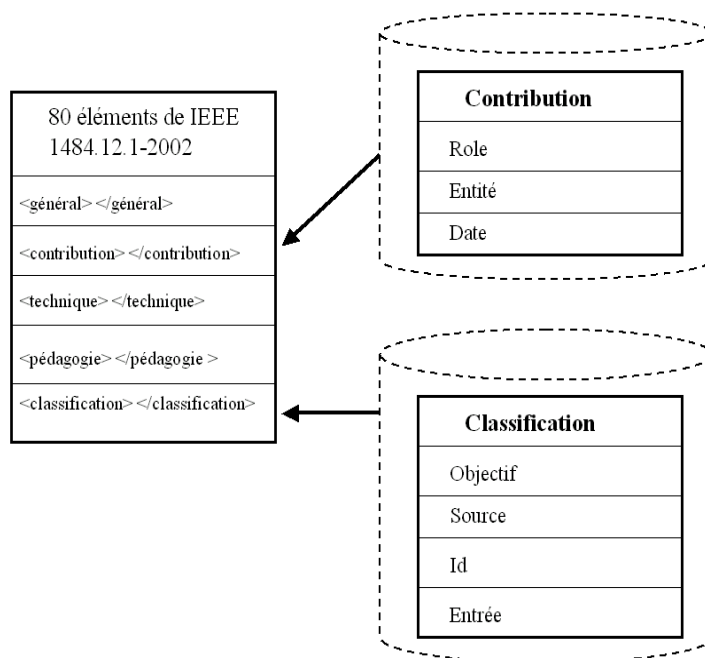 80 éléments de IEEE
1484.12.1-2002
<général></général>
<contribution></contribution>
<technique></technique>
<pédagogie></pédagogie >
<classification></classification>
Contribution
Role
Entité
Date
Classification
Objectif
Source
Id
Entrée